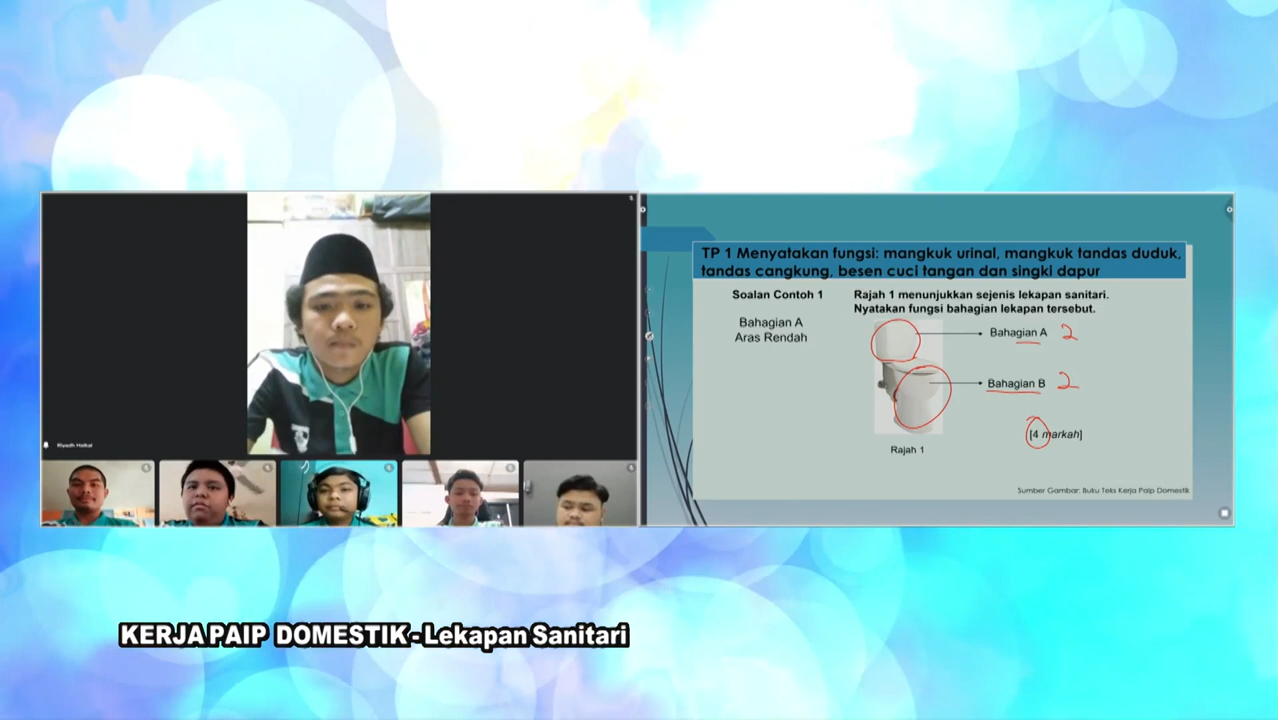 TP 1 Menyatakan fungsi: mangkuk urinal, mangkuk tandas duduk,
tandas cangkung, besen cuci tangan dan singki dapur
Soalan Contoh 1
Bahagian A
Aras Rendah
Rajah 1 menunjukkan sejenis lekapan sanitari.
Nyatakan fungsi bahagian lekapan tersebut.
Bahagian A 2
Bahagian B 2
[4 markah]
Rajah 1
Sumber Gambar: Buku Teks Kerja Paip Domestik
Riyadh Haikal
KERJA PAIP DOMESTIK - Lekapan Sanitari